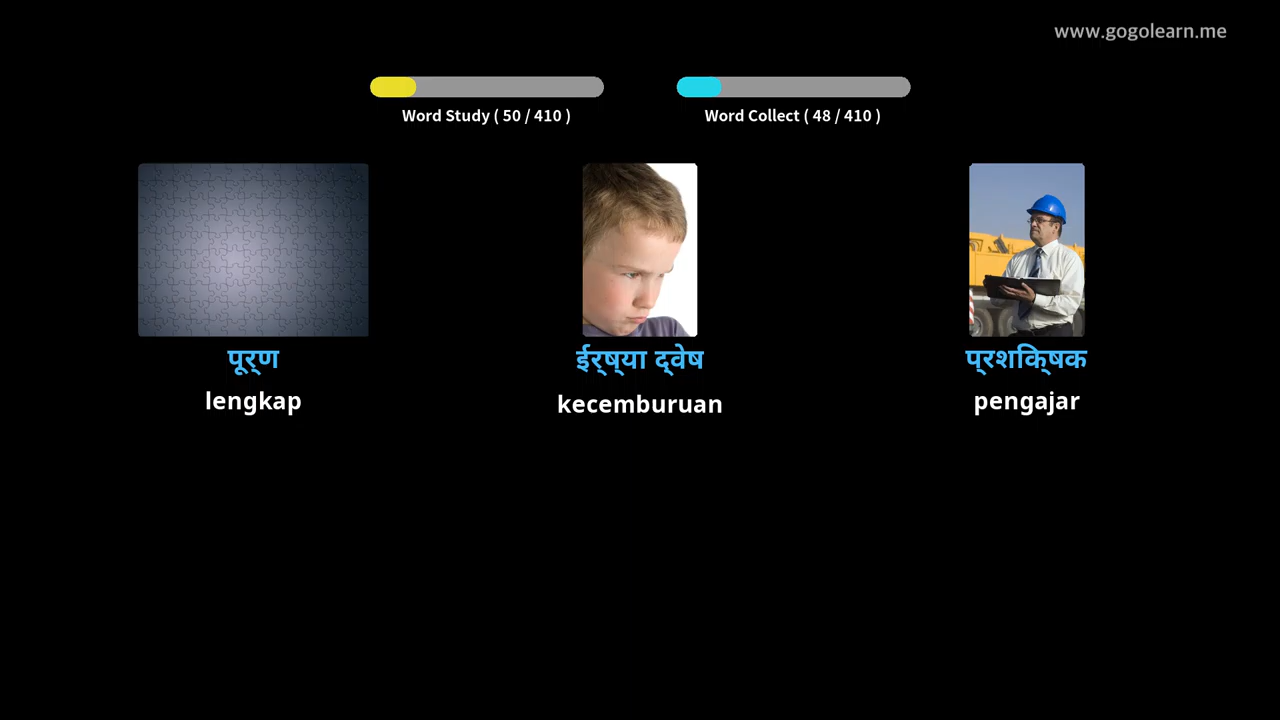 www.gogolearn.me
Word Study ( 50 / 410 )
Word Collect ( 48 / 410 )
पूर्ण
lengkap
ईर्ष्या द्वेष
kecemburuan
प्रशिक्षक
pengajar